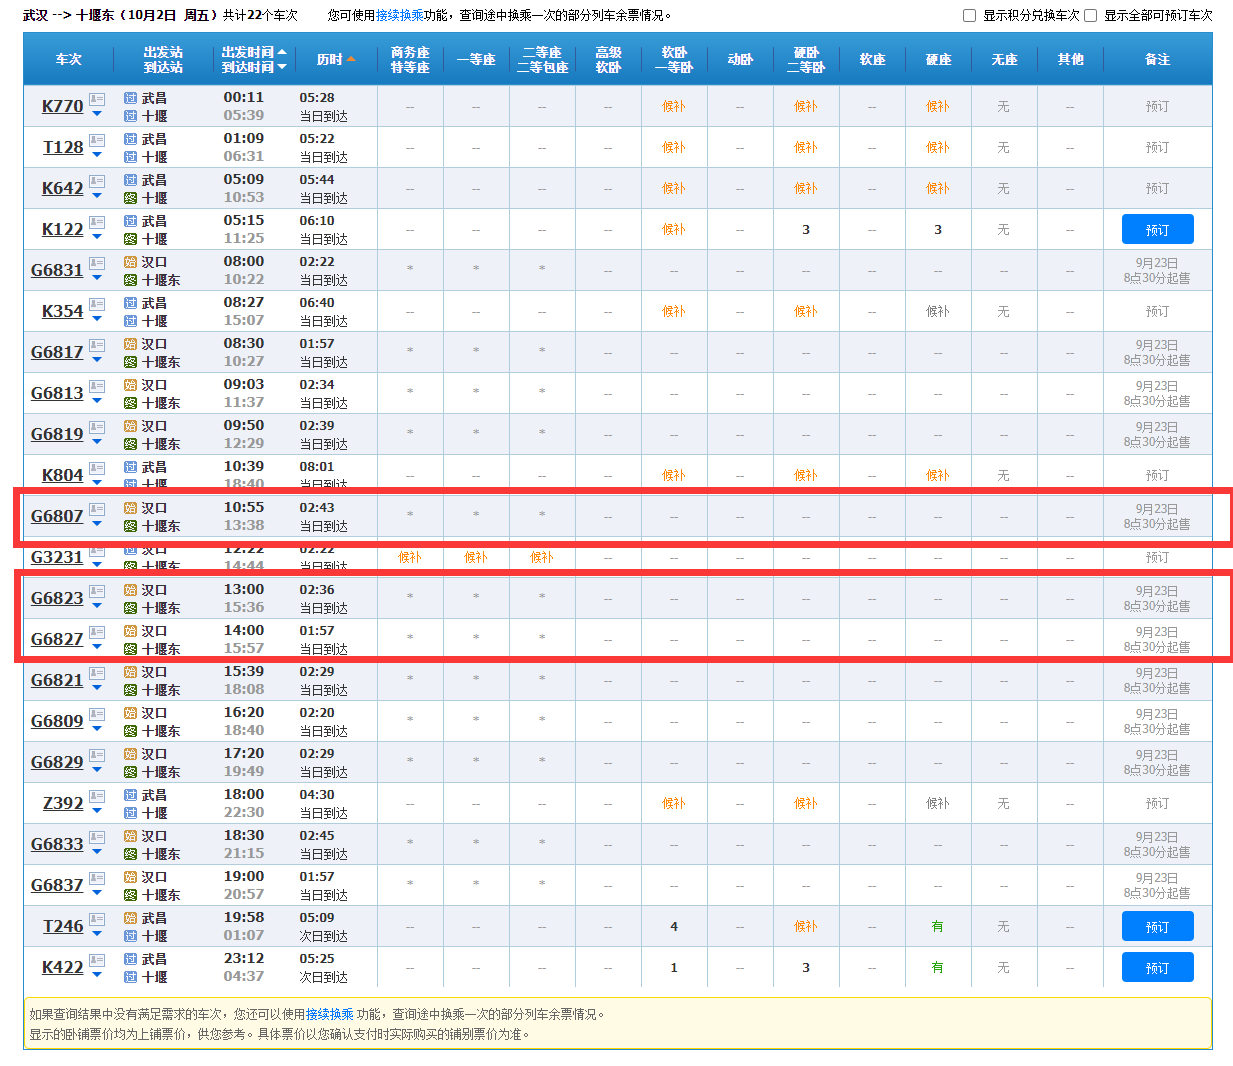 武汉 --> 十堰东（10月2日 周五）共计22个车次 您可使用接续换乘功能，查询途中换乘一次的部分列车余票情况。 显示积分兑换车次 显示全部可预订车次
车次 出发站 出发时间 历时 商务座 一等座 二等座 高级 软卧 动卧 硬卧 软座 硬座 无座 其他 备注
到达站 到达时间 特等座 二等包座 软卧 一等卧 二等卧
K770 过 武昌 00:11 05:28 -- -- -- -- 候补 -- 候补 -- 候补 无 -- 预订
过 十堰 05:39 当日到达
T128 过 武昌 01:09 05:22 -- -- -- -- 候补 -- 候补 -- 候补 无 -- 预订
过 十堰 06:31 当日到达
K642 过 武昌 05:09 05:44 -- -- -- -- 候补 -- 候补 -- 候补 无 -- 预订
终 十堰 10:53 当日到达
K122 过 武昌 05:15 06:10 -- -- -- -- 候补 -- 3 -- 3 无 -- 预订
终 十堰 11:25 当日到达
G6831 始 汉口 08:00 02:22 * * * -- -- -- -- -- -- -- -- 9月23日
终 十堰东 10:22 当日到达 8点30分起售
K354 过 武昌 08:27 06:40 -- -- -- -- 候补 -- 候补 -- 候补 无 -- 预订
过 十堰 15:07 当日到达
G6817 始 汉口 08:30 01:57 * * * -- -- -- -- -- -- -- -- 9月23日
终 十堰东 10:27 当日到达 8点30分起售
G6813 始 汉口 09:03 02:34 * * * -- -- -- -- -- -- -- -- 9月23日
终 十堰东 11:37 当日到达 8点30分起售
G6819 始 汉口 09:50 02:39 * * * -- -- -- -- -- -- -- -- 9月23日
终 十堰东 12:29 当日到达 8点30分起售
K804 过 武昌 10:39 08:01 -- -- -- -- 候补 -- 候补 -- 候补 无 -- 预订
过 十堰 18:40 当日到达
G6807 始 汉口 10:55 02:43 * * * -- -- -- -- -- -- -- -- 9月23日
终 十堰东 13:38 当日到达 8点30分起售
G3231 过 汉口 12:22 02:22 候补 候补 候补 -- -- -- -- -- -- -- -- 预订
终 十堰东 14:44 当日到达
G6823 始 汉口 13:00 02:36 * * * -- -- -- -- -- -- -- -- 9月23日
终 十堰东 15:36 当日到达 8点30分起售
G6827 始 汉口 14:00 01:57 * * * -- -- -- -- -- -- -- -- 9月23日
终 十堰东 15:57 当日到达 8点30分起售
G6821 始 汉口 15:39 02:29 * * * -- -- -- -- -- -- -- -- 9月23日
终 十堰东 18:08 当日到达 8点30分起售
G6809 始 汉口 16:20 02:20 * * * -- -- -- -- -- -- -- -- 9月23日
终 十堰东 18:40 当日到达 8点30分起售
G6829 始 汉口 17:20 02:29 * * * -- -- -- -- -- -- -- -- 9月23日
终 十堰东 19:49 当日到达 8点30分起售
Z392 过 武昌 18:00 04:30 -- -- -- -- 候补 -- 候补 -- 候补 无 -- 预订
过 十堰 22:30 当日到达
G6833 始 汉口 18:30 02:45 * * * -- -- -- -- -- -- -- -- 9月23日
终 十堰东 21:15 当日到达 8点30分起售
G6837 始 汉口 19:00 01:57 * * * -- -- -- -- -- -- -- -- 9月23日
终 十堰东 20:57 当日到达 8点30分起售
T246 始 武昌 19:58 05:09 -- -- -- -- 4 -- 候补 -- 有 无 -- 预订
过 十堰 01:07 次日到达
K422 过 武昌 23:12 05:25 -- -- -- -- 1 -- 3 -- 有 无 -- 预订
过 十堰 04:37 次日到达
如果查询结果中没有满足需求的车次，您还可以使用接续换乘 功能，查询途中换乘一次的部分列车余票情况。
显示的卧铺票价均为上铺票价，供您参考。具体票价以您确认支付时实际购买的铺别票价为准。